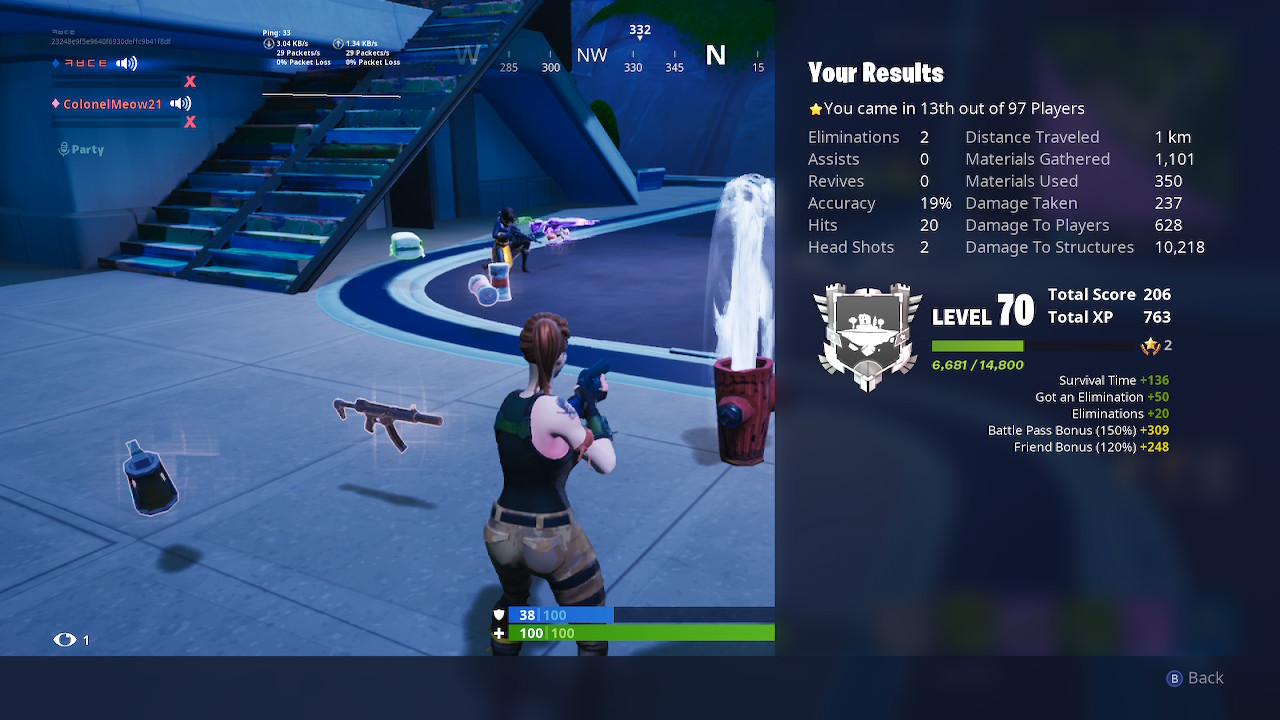 ㅋㅂㄷㄷ
Ping: 33
3.04 KB/s 1.34 KB/s
29 Packets/s 29 Packets/s
0% Packet Loss 0% Packet Loss
ColonelMeow21
Party
W 285 300 NW 330 345 N 15
332
1
38 100
100 100
Your Results
You came in 13th out of 97 Players
Eliminations 2 Distance Traveled 1 km
Assists 0 Materials Gathered 1,101
Revives 0 Materials Used 350
Accuracy 19% Damage Taken 237
Hits 20 Damage To Players 628
Head Shots 2 Damage To Structures 10,218
LEVEL 70 Total Score 206
Total XP 763
2
6,681 / 14,800
Survival Time +136
Got an Elimination +50
Eliminations +20
Battle Pass Bonus (150%) +309
Friend Bonus (120%) +248
B Back